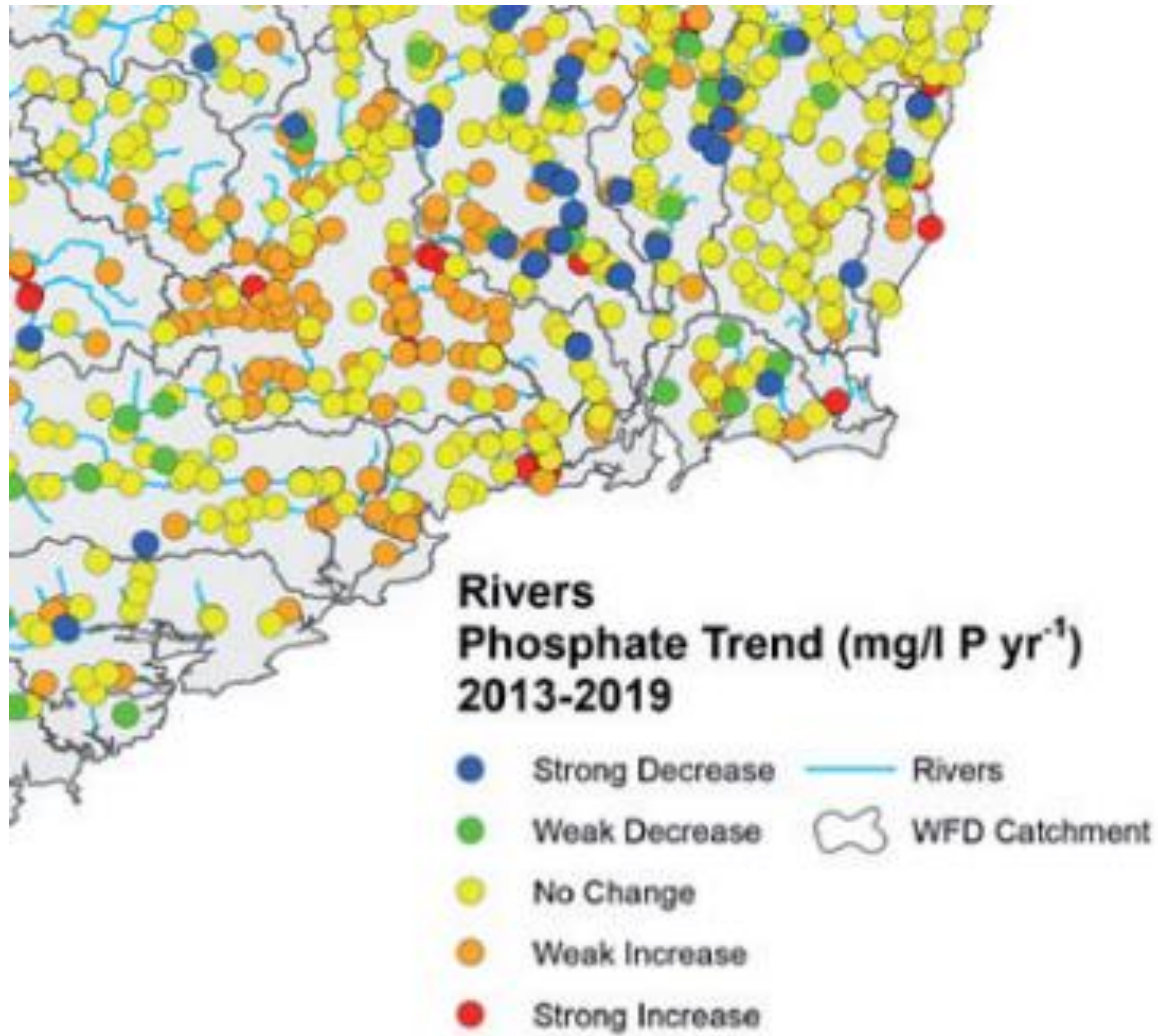 Rivers
Phosphate Trend (mg/l P yr⁻¹)
2013-2019
Strong Decrease
Rivers
Weak Decrease
WFD Catchment
No Change
Weak Increase
Strong Increase